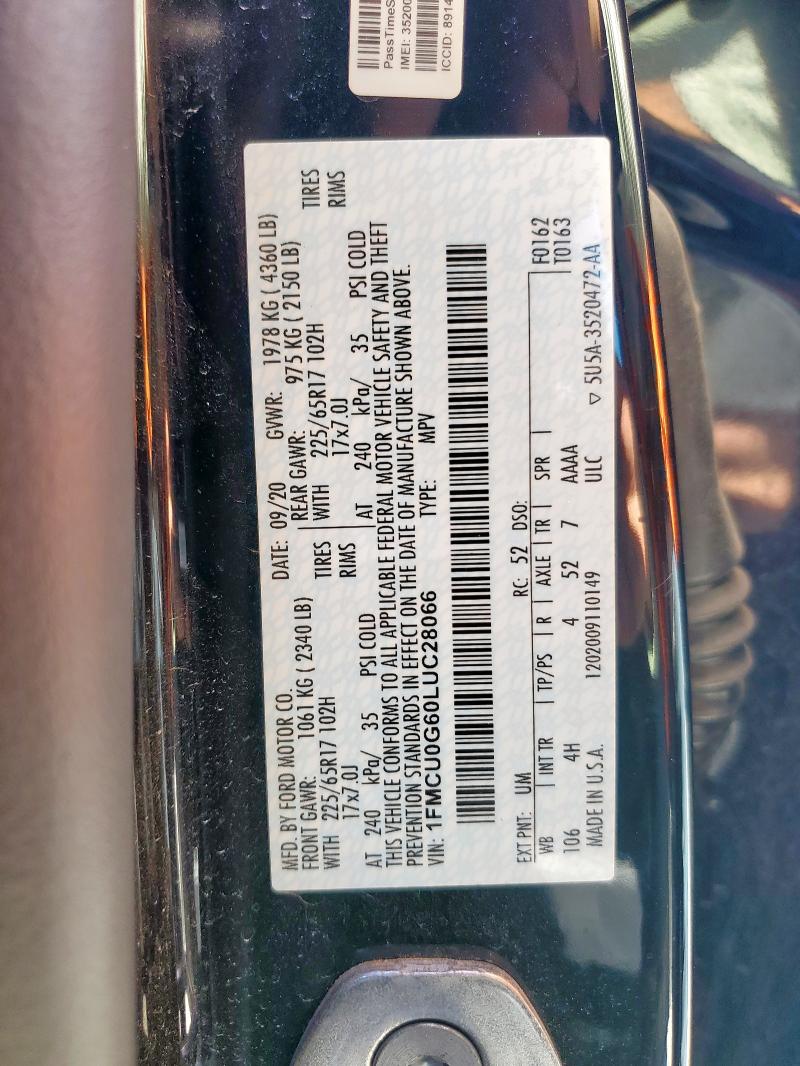 PassTimeS
IMEI: 35200
ICCID: 8914
MFD. BY FORD MOTOR CO.
DATE: 09/20 GVWR: 1978 KG ( 4360 LB)
FRONT GAWR: 1061 KG ( 2340 LB) REAR GAWR: 975 KG ( 2150 LB)
WITH 225/65R17 102H TIRES WITH 225/65R17 102H TIRES
17x7.0J RIMS 17x7.0J RIMS
AT 240 kPa/ 35 PSI COLD AT 240 kPa/ 35 PSI COLD
THIS VEHICLE CONFORMS TO ALL APPLICABLE FEDERAL MOTOR VEHICLE SAFETY AND THEFT
PREVENTION STANDARDS IN EFFECT ON THE DATE OF MANUFACTURE SHOWN ABOVE.
VIN: 1FMCU0G60LUC28066 TYPE: MPV
EXT PNT: UM RC: 52 DSO:
WB INT TR TP/PS R AXLE TR SPR F0162
106 4H 4 52 7 AAAA T0163
MADE IN U.S.A. 1202009110149 ULC ▽ 5U5A-3520472-AA